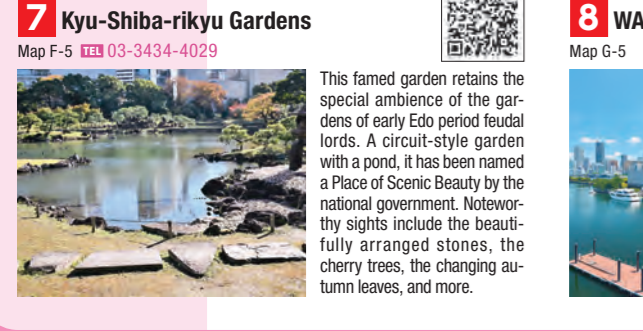 7 Kyu-Shiba-rikyu Gardens
Map F-5 TEL 03-3434-4029
This famed garden retains the
special ambience of the gar-
dens of early Edo period feudal
lords. A circuit-style garden
with a pond, it has been named
a Place of Scenic Beauty by the
national government. Notewor-
thy sights include the beauti-
fully arranged stones, the
cherry trees, the changing au-
tumn leaves, and more.
8 WA
Map G-5